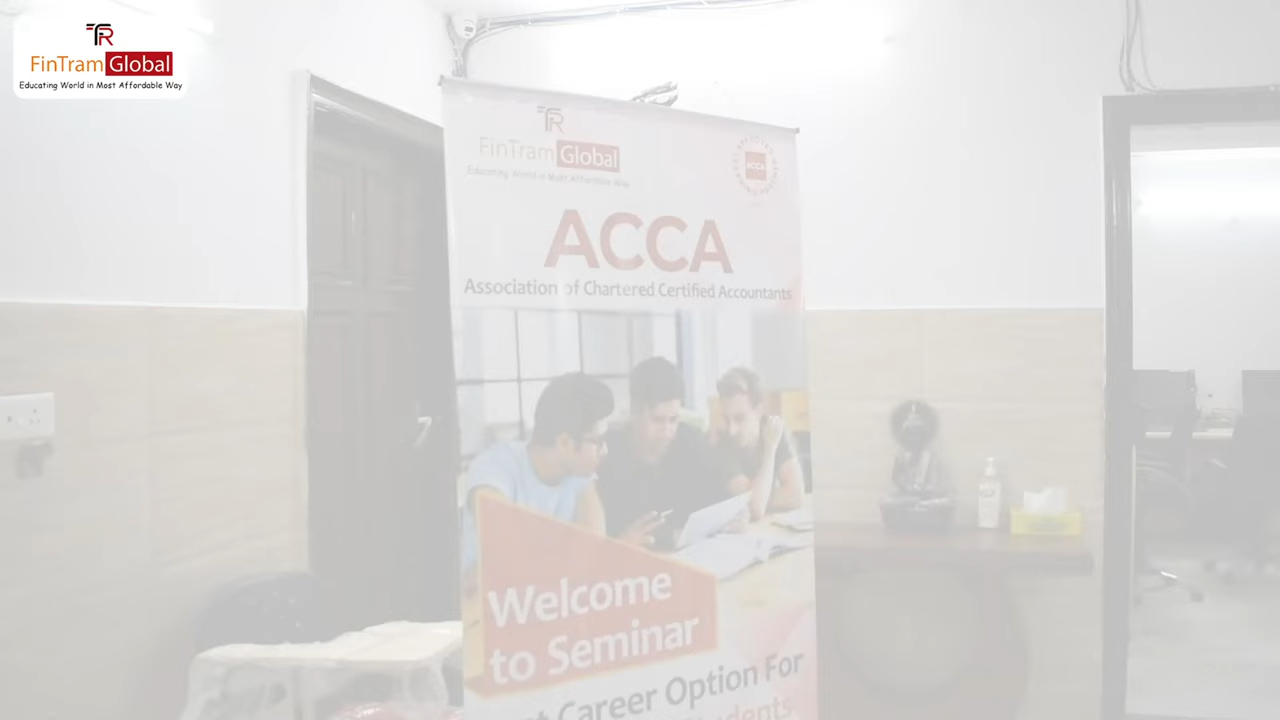 FinTram Global
Educating World in Most Affordable Way
FinTram Global
Educating World in Most Affordable Way
ACCA
ACCA
Association of Chartered Certified Accountants
Welcome
to Seminar
Career Option For